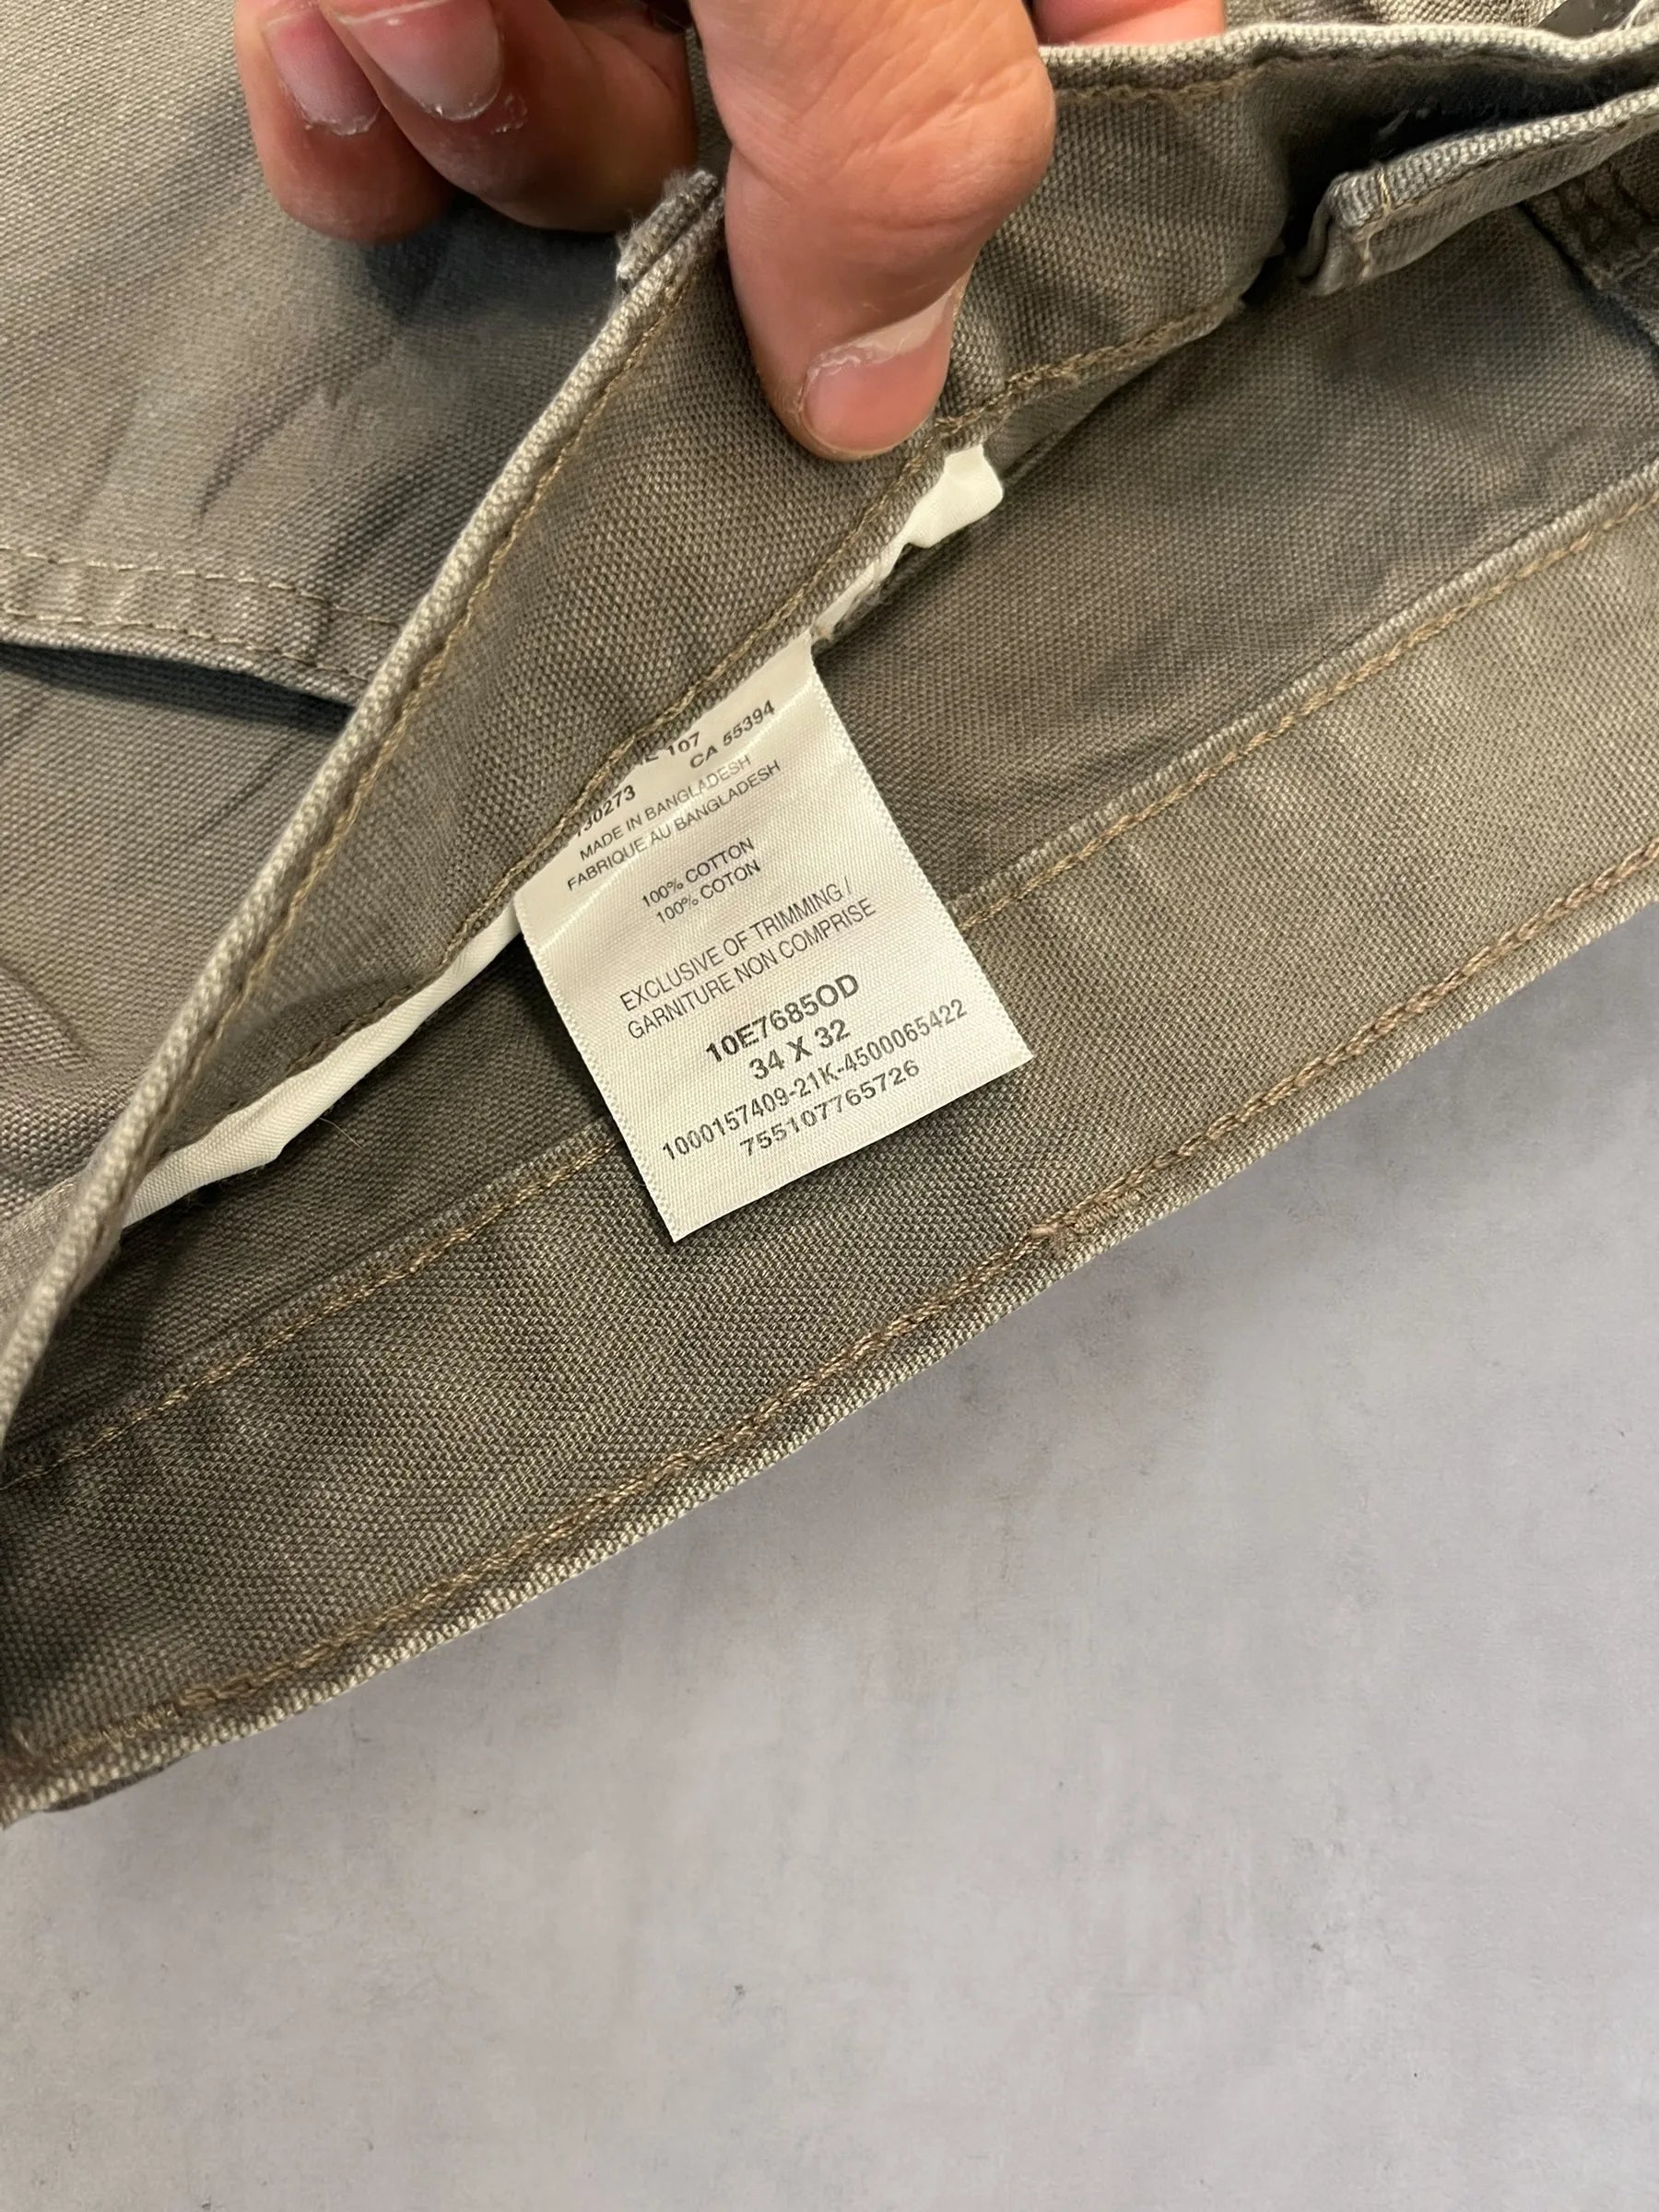 107
CA 55394
130273
MADE IN BANGLADESH
FABRIQUE AU BANGLADESH
100% COTTON
100% COTON
EXCLUSIVE OF TRIMMING /
GARNITURE NON COMPRISE
10E7685OD
34 X 32
1000157409-21K-4500065422
755107765726